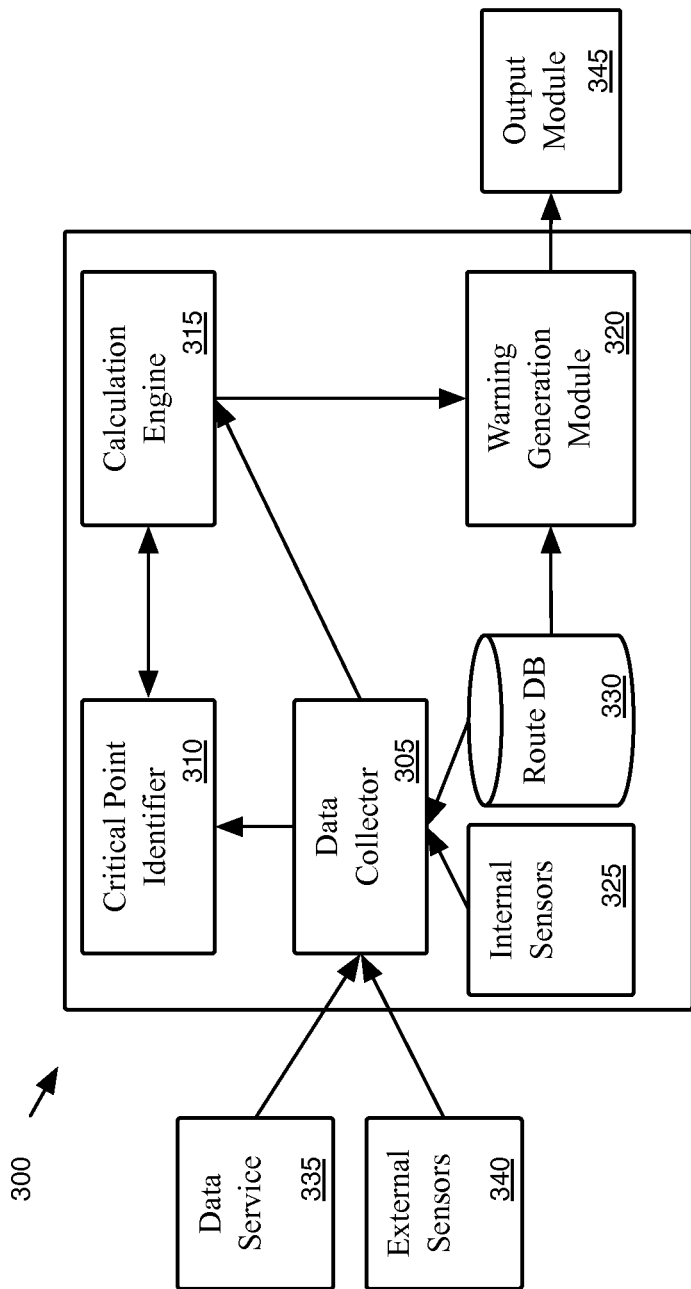 300
Data
Service
335
External
Sensors
340
Critical Point
Identifier
310
Data
Collector
305
Internal
Sensors
325
Route DB
330
Calculation
Engine
315
Warning
Generation
Module
320
Output
Module
345